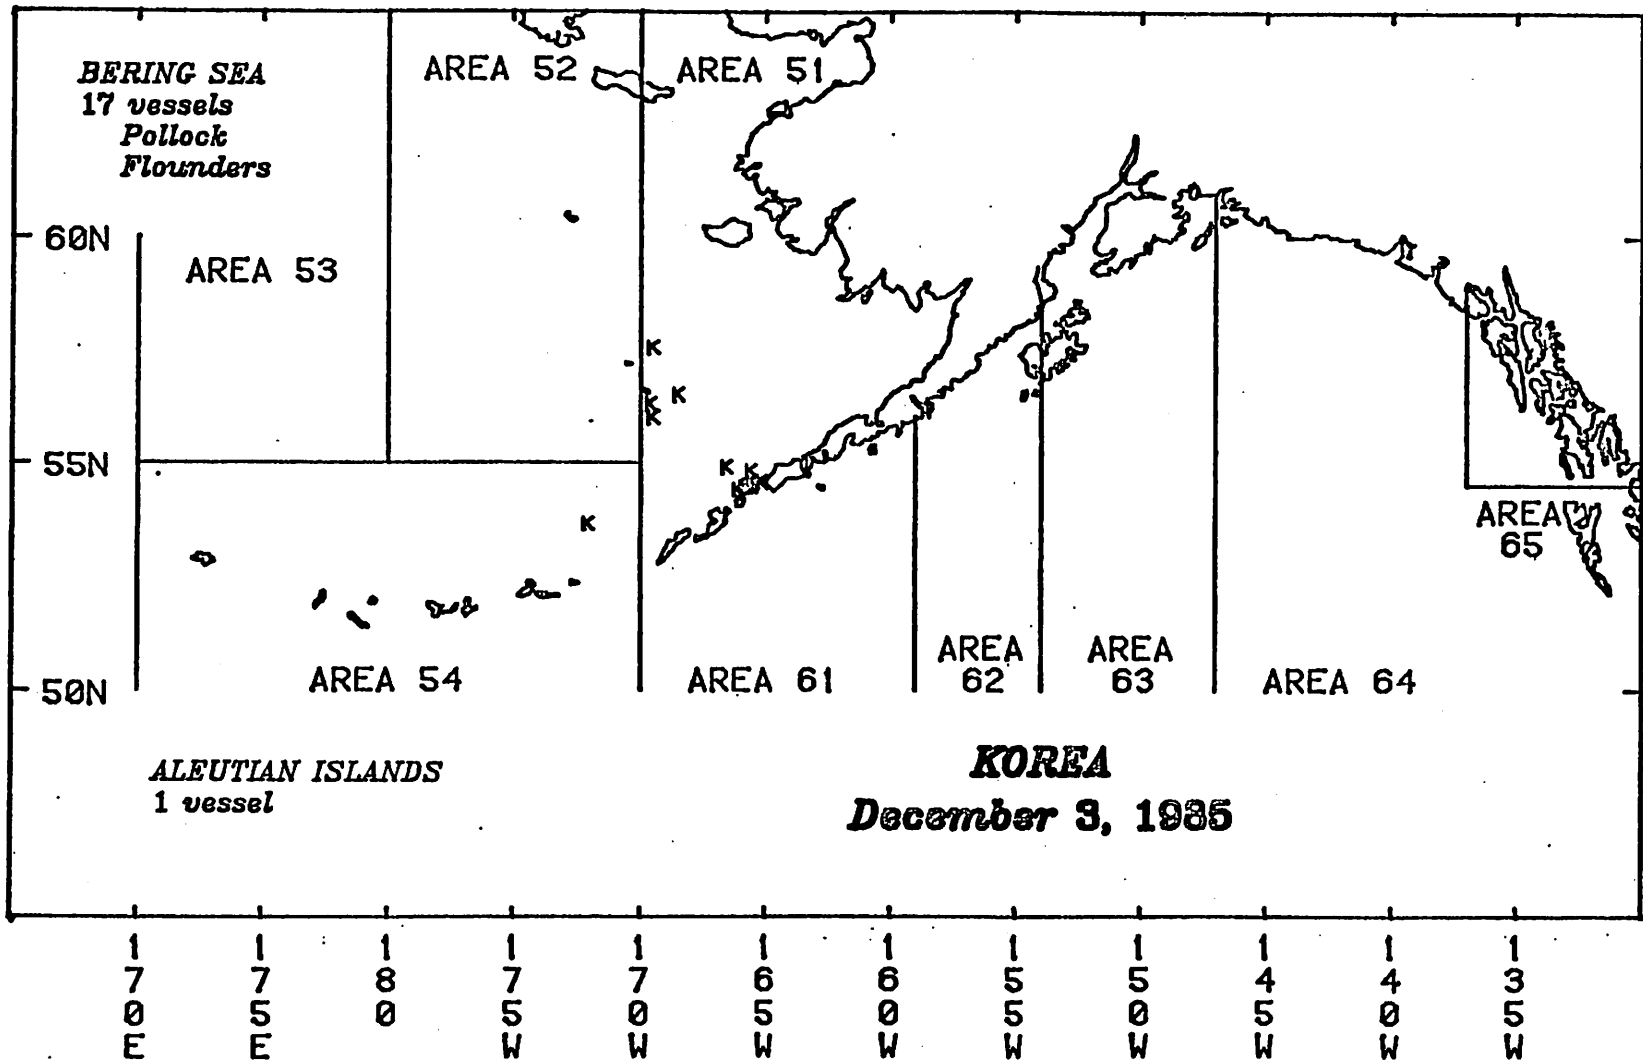 BERING SEA
17 vessels
Pollock
Flounders
AREA 52
AREA 51
60N
AREA 53
K
K
K
K
55N
K
K
K
K
AREA
65
AREA 54
AREA 61
AREA
62
AREA
63
AREA 64
50N
ALEUTIAN ISLANDS
1 vessel
KOREA
December 3, 1985
170E
175E
180
175W
170W
165W
160W
155W
150W
145W
140W
135W